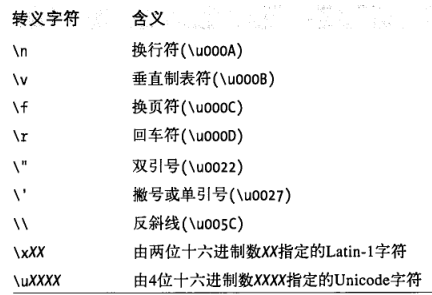 转义字符 含义
\n 换行符(\u000A)
\v 垂直制表符(\u000B)
\f 换页符(\u000C)
\r 回车符(\u000D)
\" 双引号(\u0022)
\' 撇号或单引号(\u0027)
\\ 反斜线(\u005C)
\xXX 由两位十六进制数XX指定的Latin-1字符
\uXXXX 由4位十六进制数XXXX指定的Unicode字符